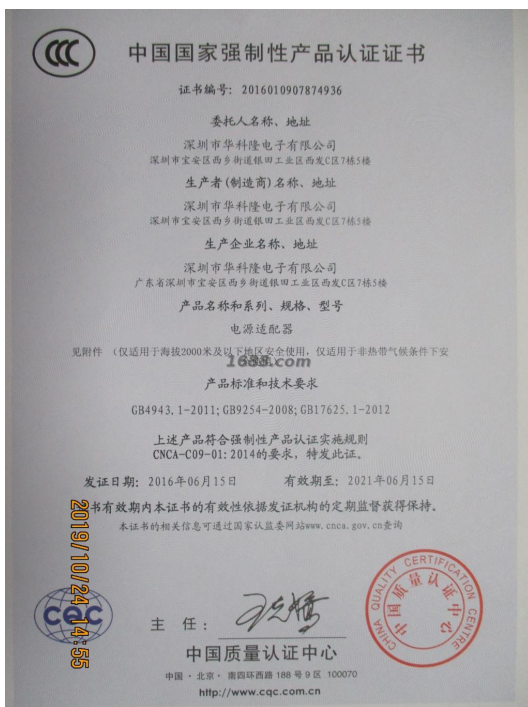 CCC
中国国家强制性产品认证证书
证书编号：2016010907874936
委托人名称、地址
深圳市华科隆电子有限公司
深圳市宝安区西乡街道银田工业区西发C区7栋5楼
生产者(制造商)名称、地址
深圳市华科隆电子有限公司
深圳市宝安区西乡街道银田工业区西发C区7栋5楼
生产企业名称、地址
深圳市华科隆电子有限公司
广东省深圳市宝安区西乡街道银田工业区西发C区7栋5楼
产品名称和系列、规格、型号
电源适配器
见附件 （仅适用于海拔2000米及以下地区安全使用，仅适用于非热带气候条件下安
1688.com
产品标准和技术要求
GB4943.1-2011;GB9254-2008;GB17625.1-2012
上述产品符合强制性产品认证实施规则
CNCA-C09-01:2014的要求，特发此证。
发证日期：2016年06月15日 有效期至：2021年06月15日
书有效期内本证书的有效性依据发证机构的定期监督获得保持。
本证书的相关信息可通过国家认监委网站www.cnca.gov.cn查询
2019/10/24 14:55
CQC
主 任：
CHINA QUALITY CERTIFICATION CENTRE
中国质量认证中心
中国质量认证中心
中国·北京·南四环西路188号9区 100070
http://www.cqc.com.cn